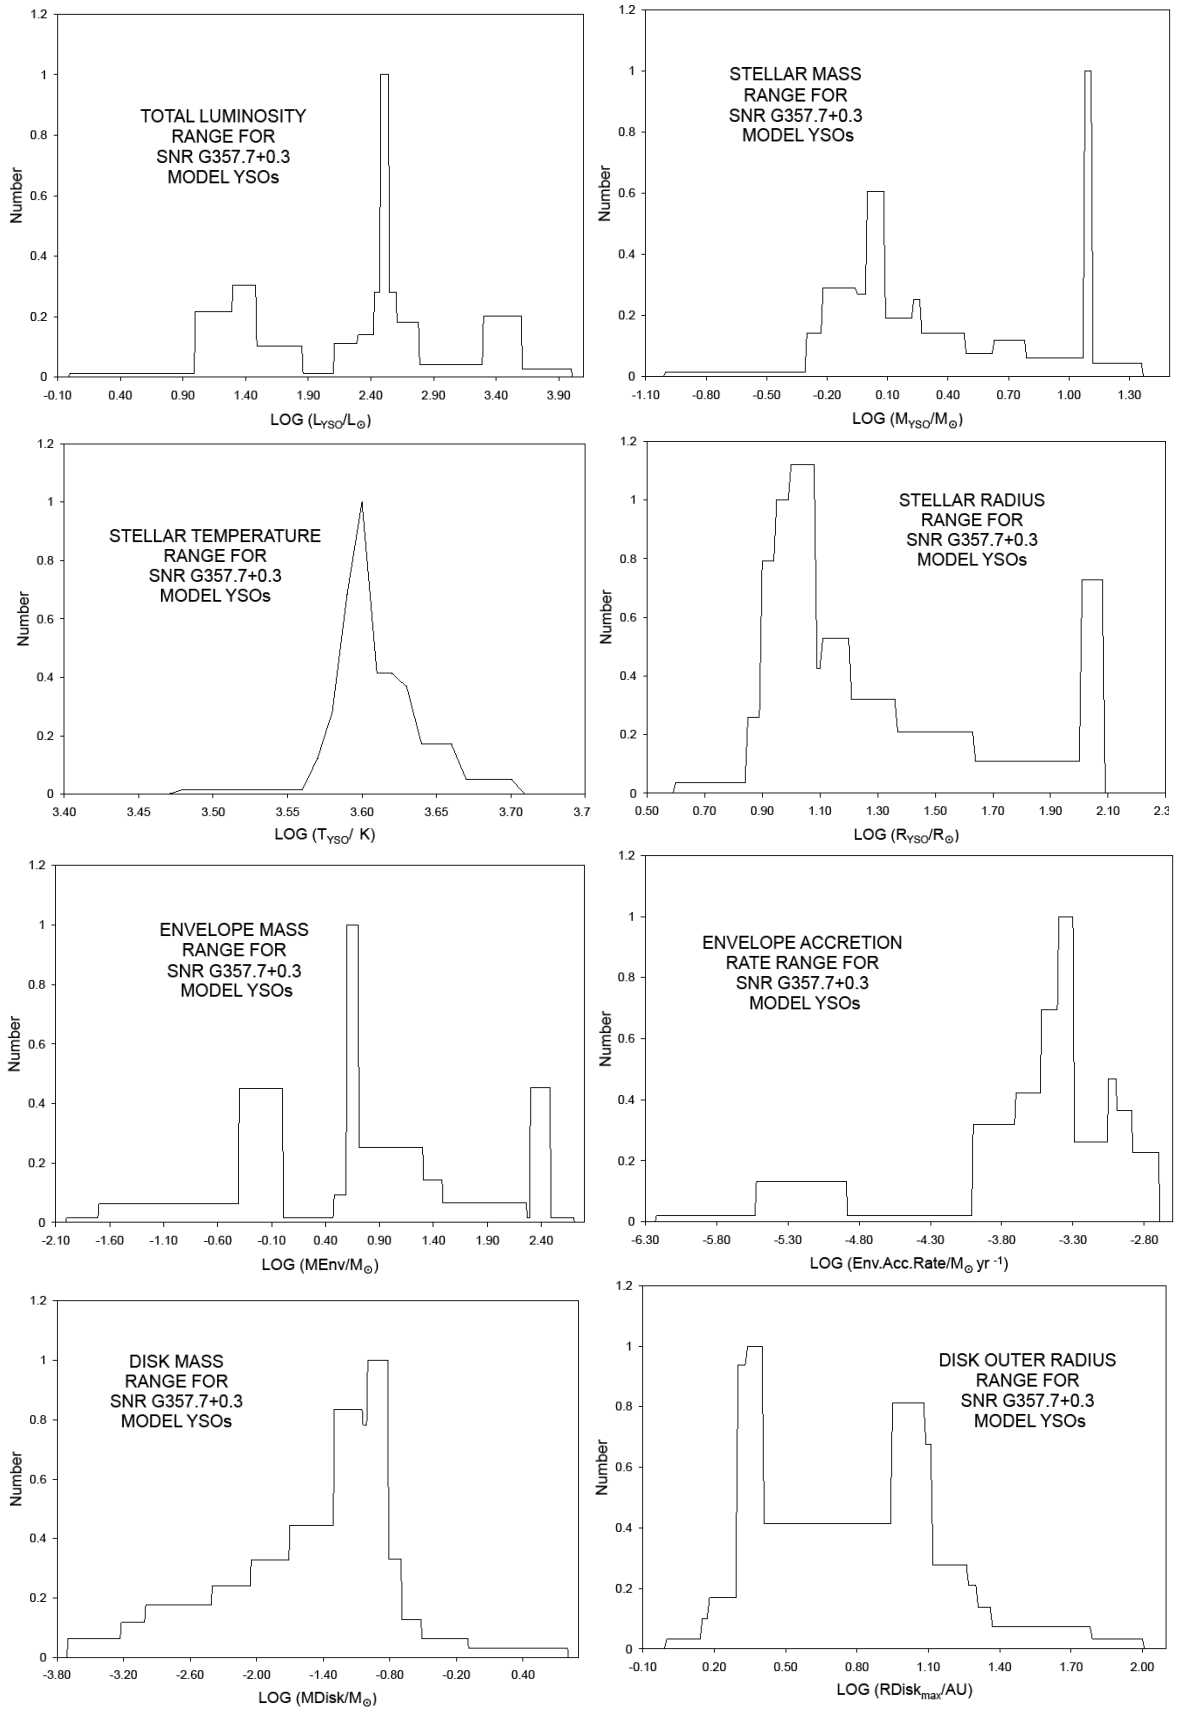 1.2
1
0.8
0.6
0.4
0.2
0
Number
TOTAL LUMINOSITY
RANGE FOR
SNR G357.7+0.3
MODEL YSOs
-0.10 0.40 0.90 1.40 1.90 2.40 2.90 3.40 3.90
LOG (L_YSO/L_⊙)
1.2
1
0.8
0.6
0.4
0.2
0
Number
STELLAR MASS
RANGE FOR
SNR G357.7+0.3
MODEL YSOs
-1.10 -0.80 -0.50 -0.20 0.10 0.40 0.70 1.00 1.30
LOG (M_YSO/M_⊙)
1.2
1
0.8
0.6
0.4
0.2
0
Number
STELLAR TEMPERATURE
RANGE FOR
SNR G357.7+0.3
MODEL YSOs
3.40 3.45 3.50 3.55 3.60 3.65 3.70 3.7
LOG (T_YSO/ K)
1.2
1
0.8
0.6
0.4
0.2
0
Number
STELLAR RADIUS
RANGE FOR
SNR G357.7+0.3
MODEL YSOs
0.50 0.70 0.90 1.10 1.30 1.50 1.70 1.90 2.10 2.3
LOG (R_YSO/R_⊙)
1.2
1
0.8
0.6
0.4
0.2
0
Number
ENVELOPE MASS
RANGE FOR
SNR G357.7+0.3
MODEL YSOs
-2.10 -1.60 -1.10 -0.60 -0.10 0.40 0.90 1.40 1.90 2.40
LOG (MEnv/M_⊙)
1.2
1
0.8
0.6
0.4
0.2
0
Number
ENVELOPE ACCRETION
RATE RANGE FOR
SNR G357.7+0.3
MODEL YSOs
-6.30 -5.80 -5.30 -4.80 -4.30 -3.80 -3.30 -2.80
LOG (Env.Acc.Rate/M_⊙ yr ⁻¹)
1.2
1
0.8
0.6
0.4
0.2
0
Number
DISK MASS
RANGE FOR
SNR G357.7+0.3
MODEL YSOs
-3.80 -3.20 -2.60 -2.00 -1.40 -0.80 -0.20 0.40
LOG (MDisk/M_⊙)
1.2
1
0.8
0.6
0.4
0.2
0
Number
DISK OUTER RADIUS
RANGE FOR
SNR G357.7+0.3
MODEL YSOs
-0.10 0.20 0.50 0.80 1.10 1.40 1.70 2.00
LOG (RDisk_max/AU)